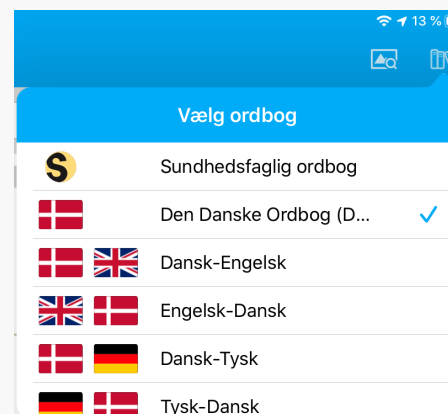 13 %
Vælg ordbog
S
Sundhedsfaglig ordbog
Den Danske Ordbog (D...
Dansk-Engelsk
Engelsk-Dansk
Dansk-Tysk
Tysk-Dansk